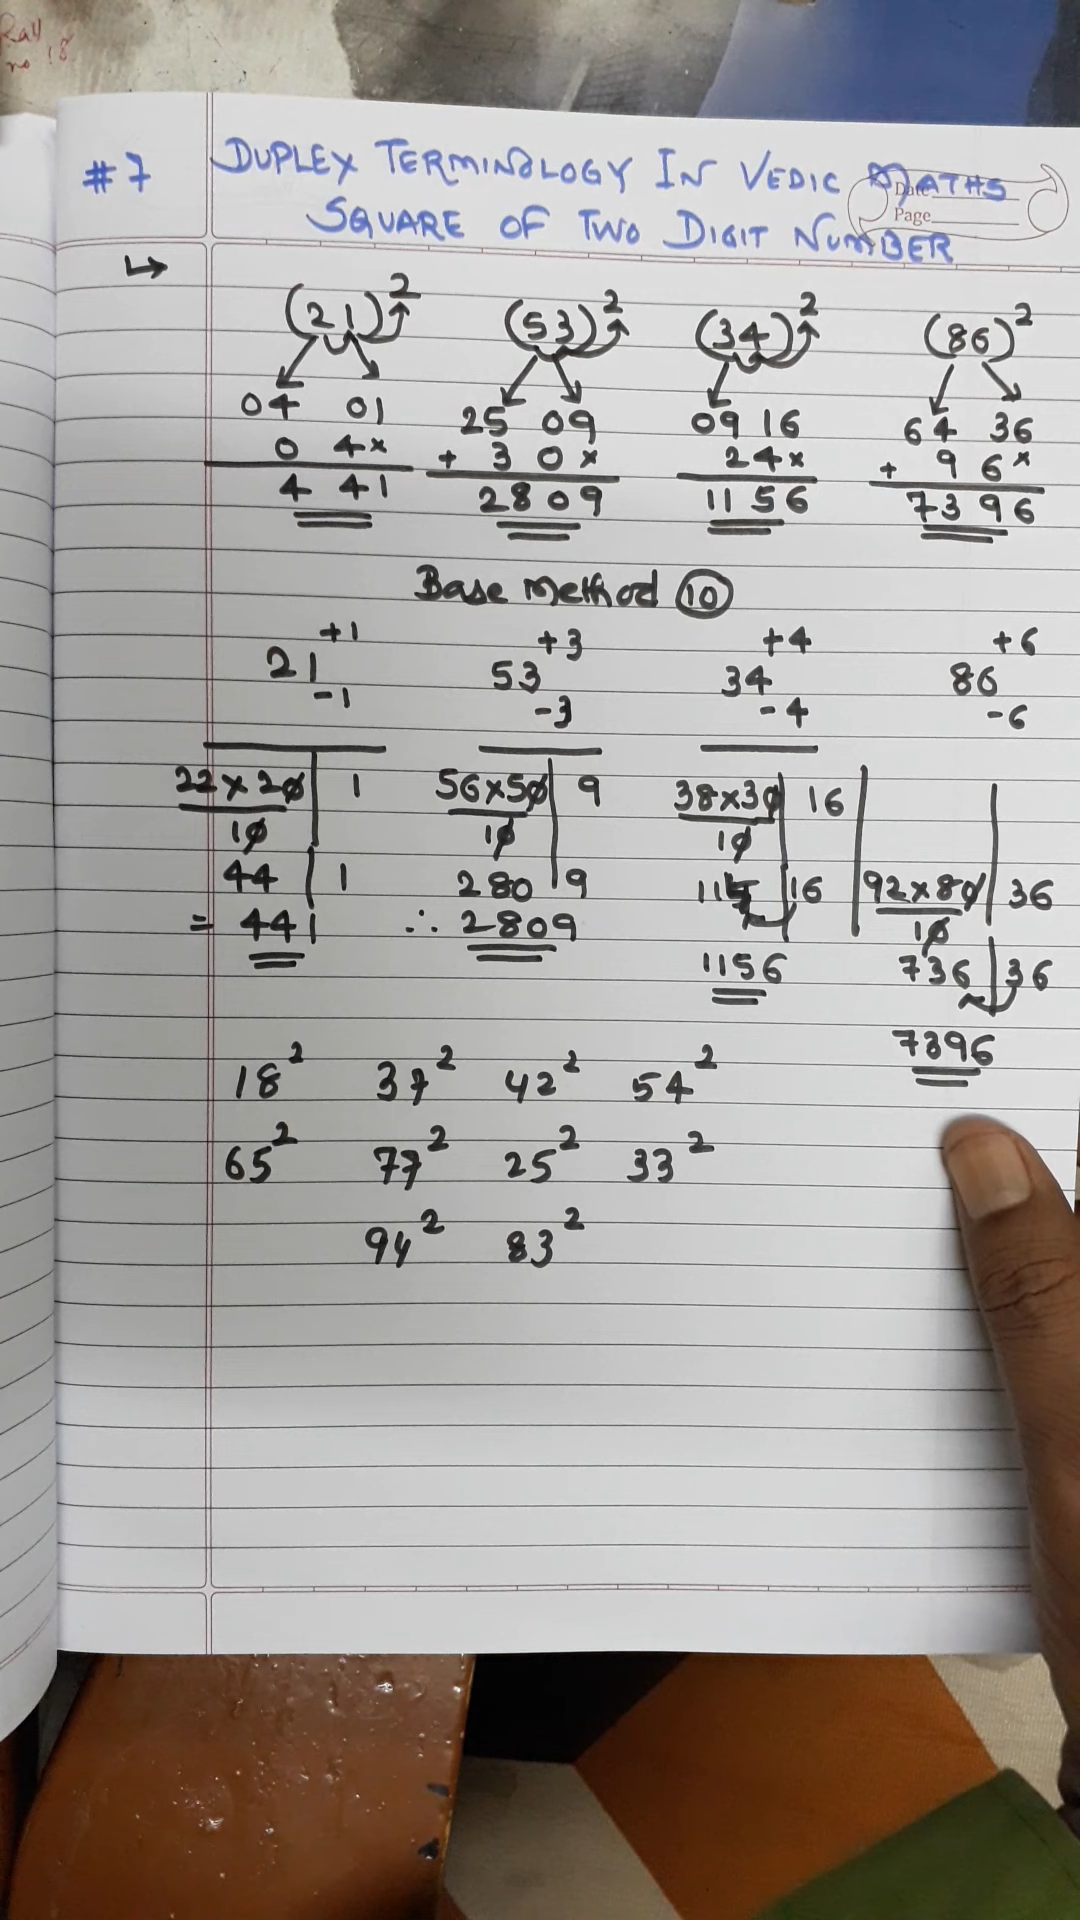 Roll
no 18
#7 DUPLEX TERMINOLOGY IN VEDIC MATHS
Date
Page
SQUARE OF TWO DIGIT NUMBER
↳
(21)² (53)² (34)² (86)²
04 01 25 09 09 16 64 36
0 4× + 3 0× 24× + 9 6×
4 41 2809 1156 7396
Base Method 10
+1 +3 +4 +6
21 53 34 86
-1 -3 -4 -6
22×20 | 1 56×50 | 9 38×30 | 16
10 10 10
44 | 1 280 | 9 114 | 16 92×80 | 36
= 441 ∴ 2809 10
1156 736 | 36
7396
18² 37² 42² 54²
65² 77² 25² 33²
94² 83²